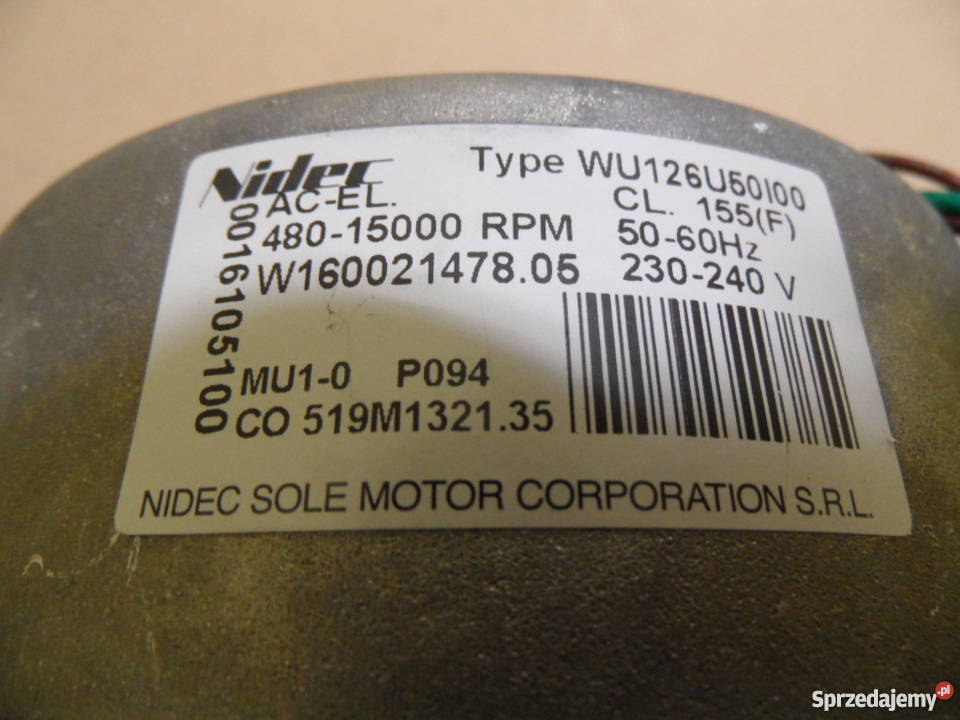 Nidec Type WU126U50I00
AC-EL. CL. 155(F)
480-15000 RPM 50-60Hz
W160021478.05 230-240 V
0016105100
MU1-0 P094
CO 519M1321.35
NIDEC SOLE MOTOR CORPORATION S.R.L.
Sprzedajemy.pl